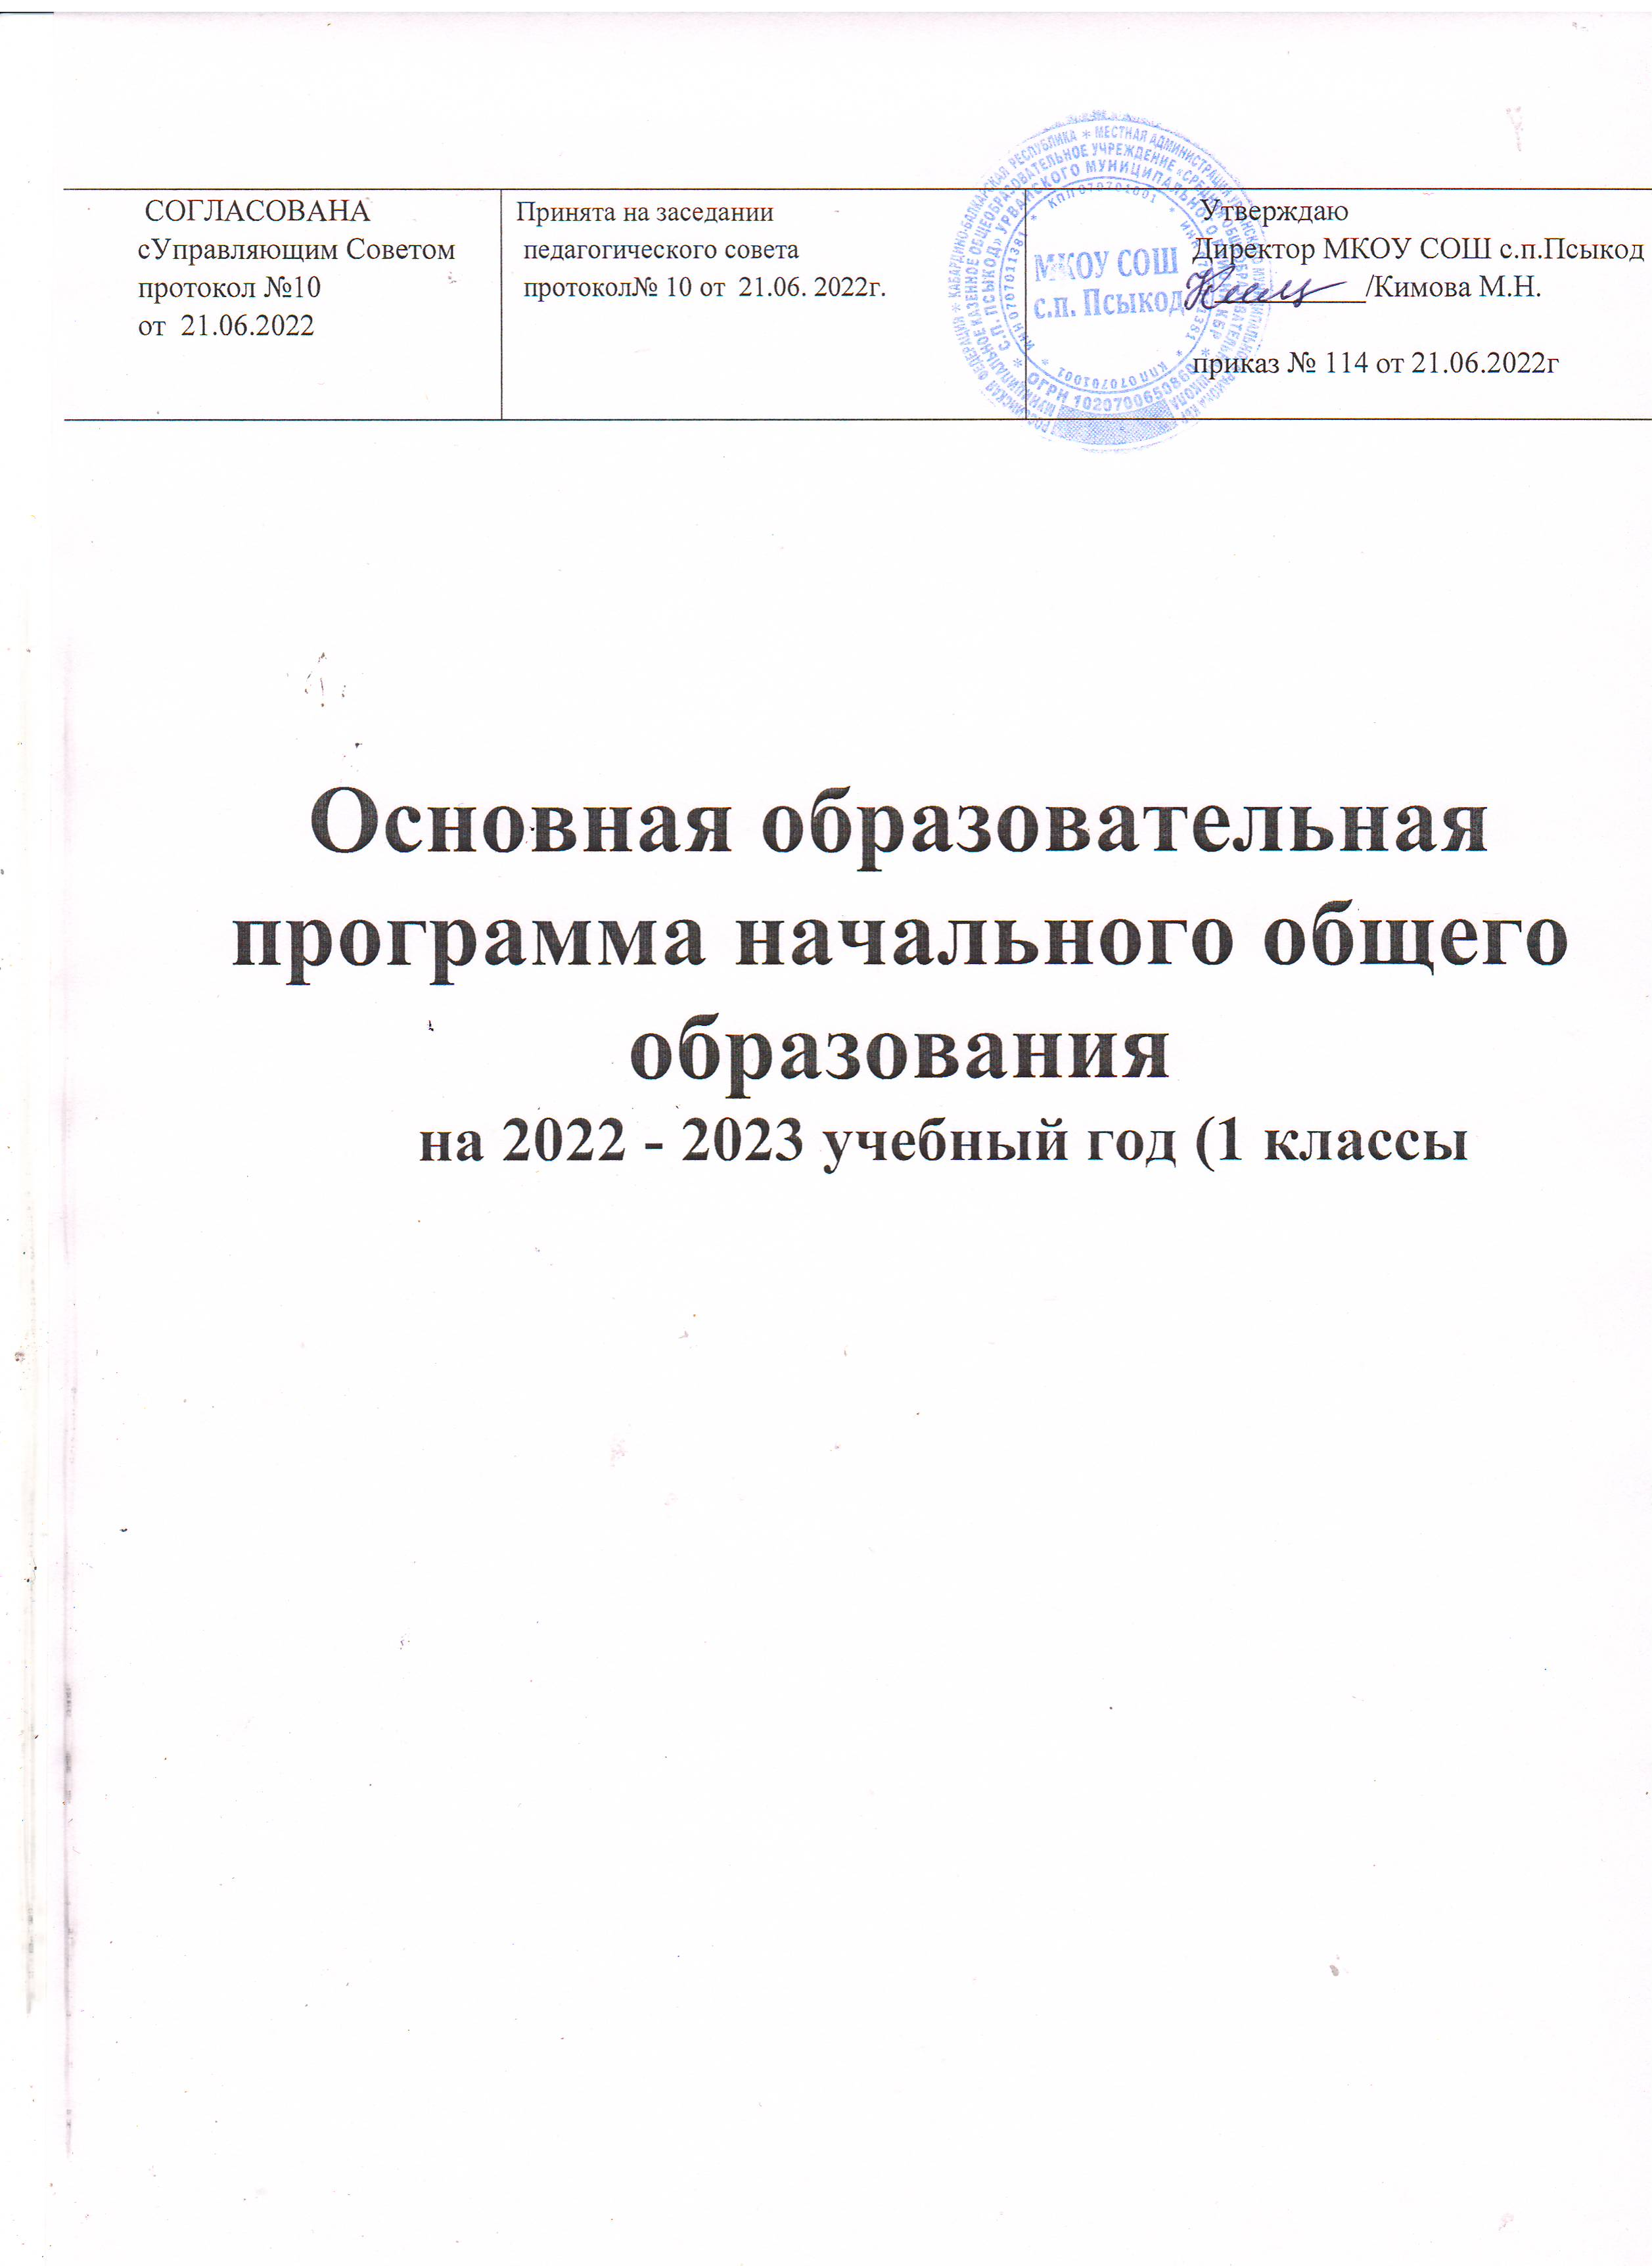 СОГЛАСОВАНА
сУправляющим Советом
протокол №10
от 21.06.2022
Принята на заседании
педагогического совета
протокол№ 10 от 21.06. 2022г.
Утверждаю
Директор МКОУ СОШ с.п.Псыкод
/Кимова М.Н.
приказ № 114 от 21.06.2022г
МКОУ СОШ
с.п. Псыкод
Основная образовательная
программа начального общего
образования
на 2022 - 2023 учебный год (1 классы